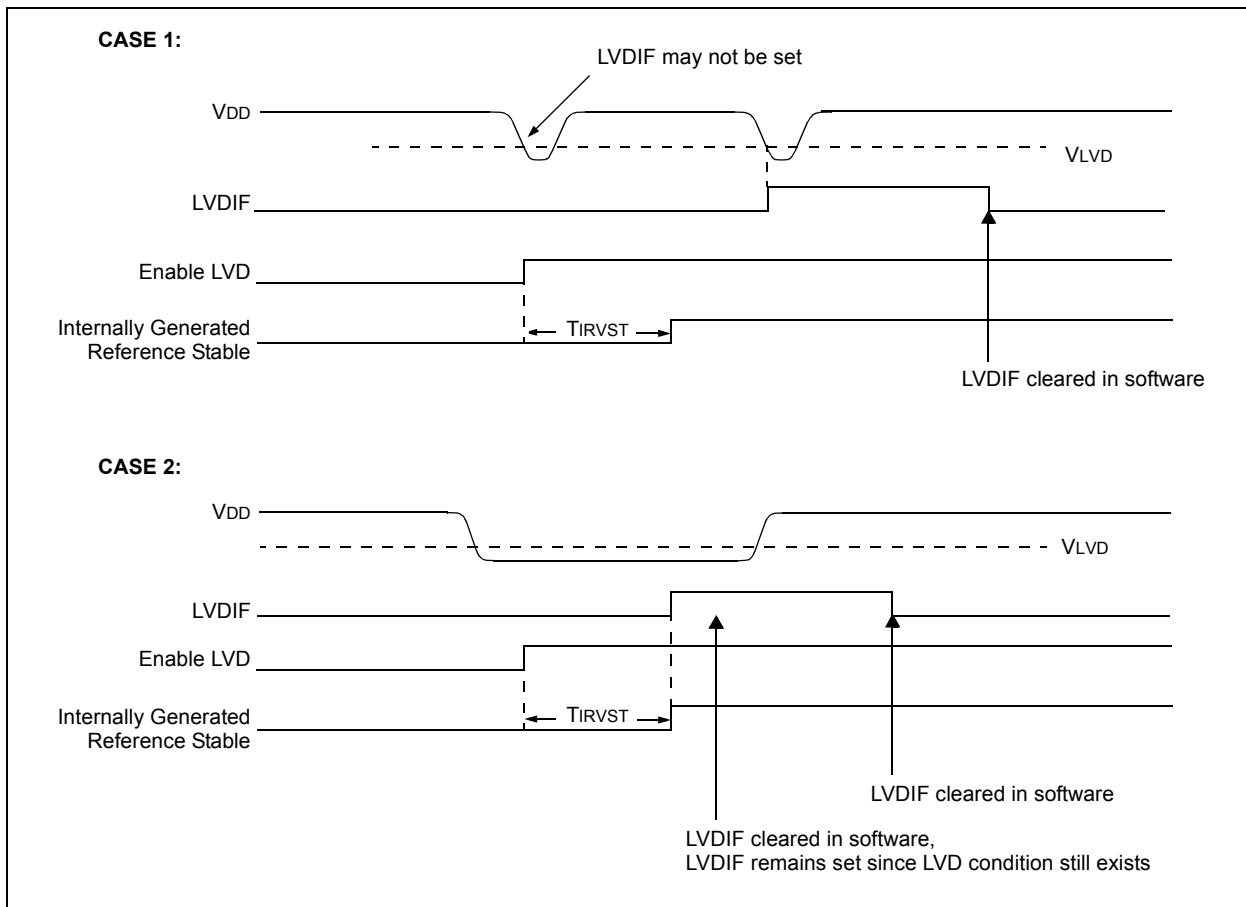 CASE 1:
LVDIF may not be set
VDD
VLVD
LVDIF
Enable LVD
Internally Generated
Reference Stable
TIRVST
LVDIF cleared in software
CASE 2:
VDD
VLVD
LVDIF
Enable LVD
Internally Generated
Reference Stable
TIRVST
LVDIF cleared in software
LVDIF cleared in software,
LVDIF remains set since LVD condition still exists